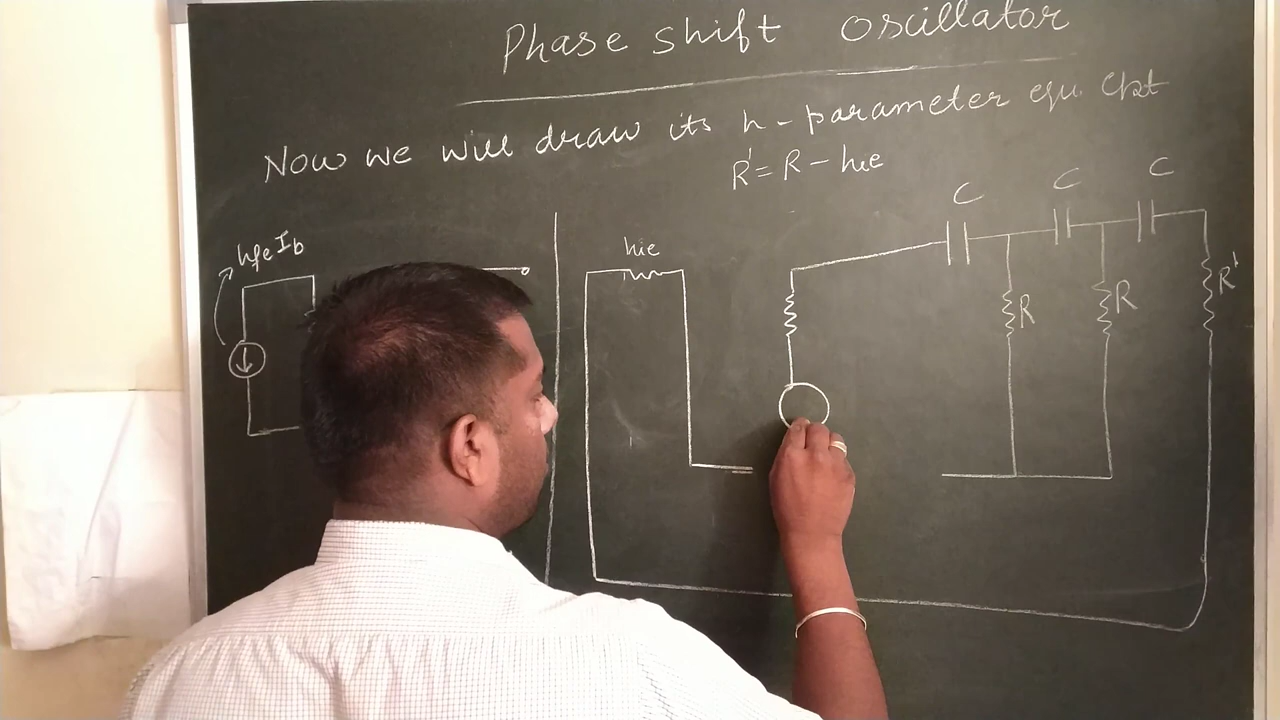 Phase shift oscillator
Now we will draw its h-parameter equ. Ckt
R' = R - hie
hfe Ib
hie
C
C
C
R
R
R'